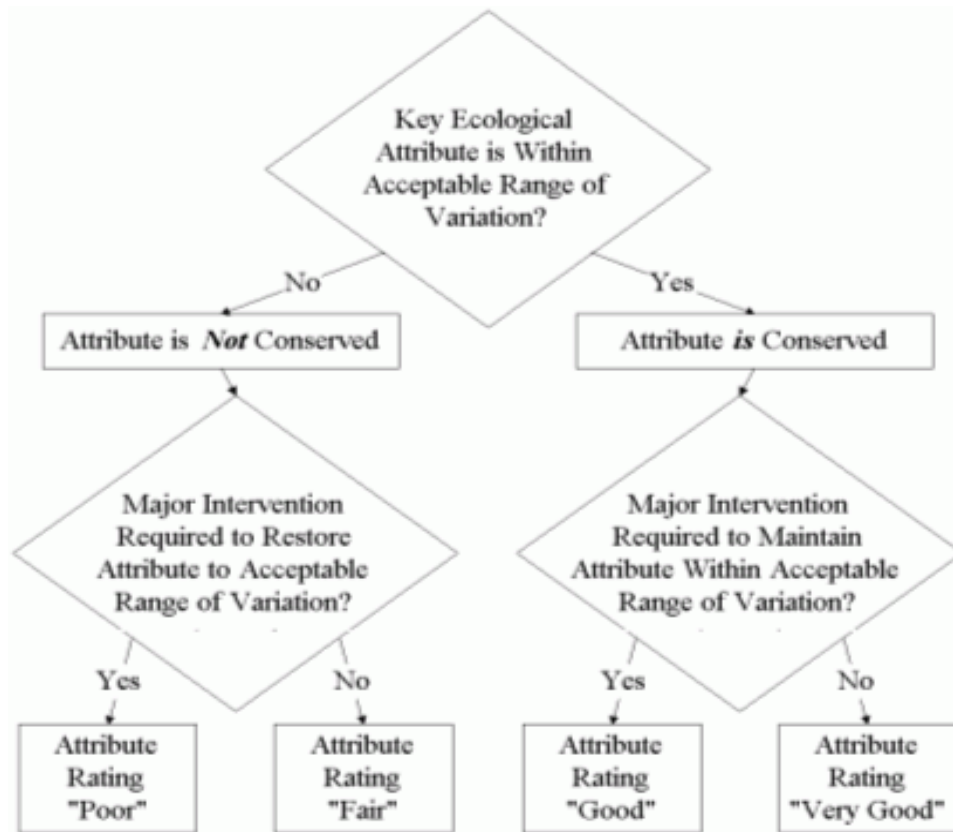 Key Ecological
Attribute is Within
Acceptable Range of
Variation?
No
Yes
Attribute is Not Conserved
Attribute is Conserved
Major Intervention
Required to Restore
Attribute to Acceptable
Range of Variation?
Major Intervention
Required to Maintain
Attribute Within Acceptable
Range of Variation?
Yes
No
Yes
No
Attribute
Rating
"Poor"
Attribute
Rating
"Fair"
Attribute
Rating
"Good"
Attribute
Rating
"Very Good"